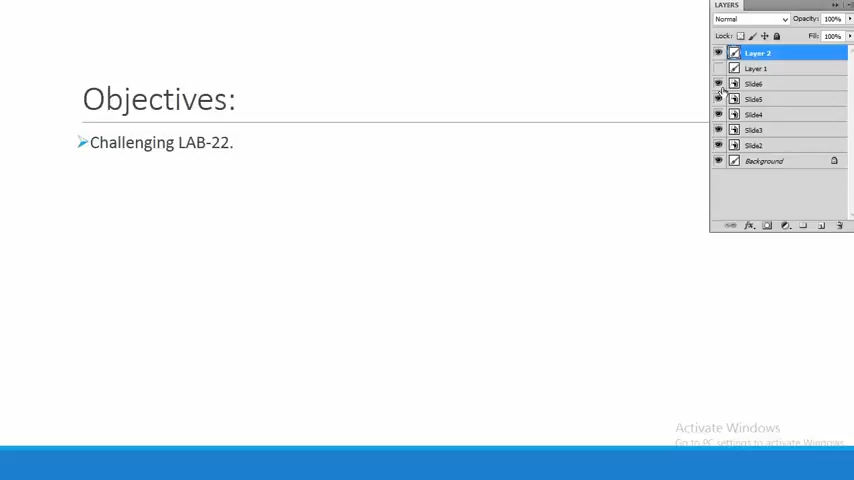 LAYERS
Normal Opacity: 100%
Lock: Fill: 100%
Layer 2
Layer 1
Slide6
Slide5
Slide4
Slide3
Slide2
Background
fx.
Objectives:
Challenging LAB-22.
Activate Windows
Go to PC settings to activate Windows.